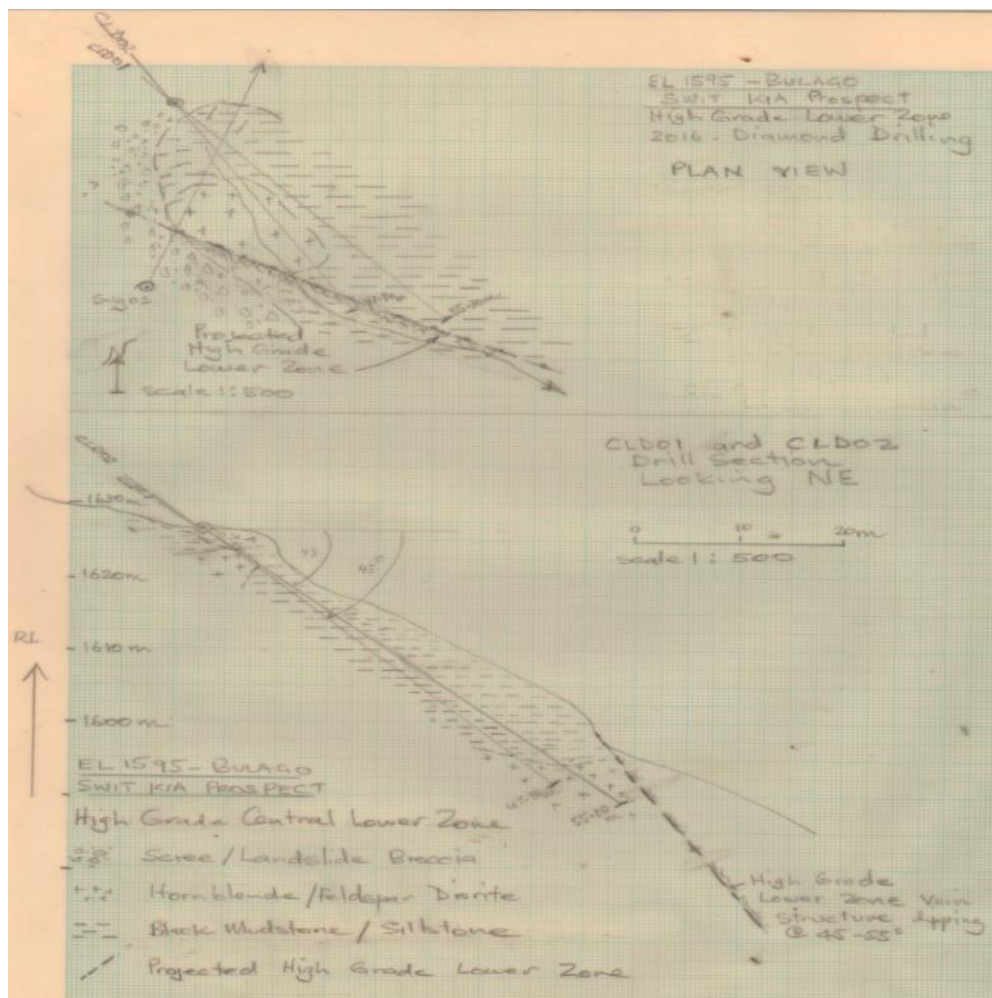 CLD02
CLD01
EL 1595 - BULAGO
SWIT KIA Prospect
High Grade Lower Zone
2016 - Diamond Drilling
PLAN VIEW
Projected
High Grade
Lower Zone
N
scale 1:500
CLD01 and CLD02
Drill Section
Looking NE
0 10 20m
scale 1: 500
1630m
1620m
1610m
1600m
45°
RL
EL 1595 - BULAGO
SWIT KIA PROSPECT
High Grade Central Lower Zone
Scree / Landslide Breccia
Hornblende / Feldspar Diorite
Black Mudstone / Siltstone
Projected High Grade Lower Zone
High Grade
Lower Zone Vein
Structure dipping
@ 45-55°